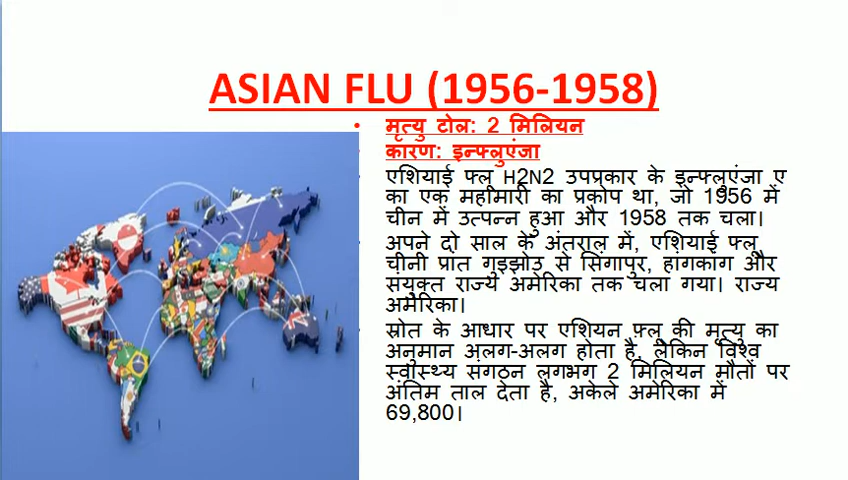 ASIAN FLU (1956-1958)
• मृत्यु टोल: 2 मिलियन
कारण: इन्फ्लुएंजा
एशियाई फ्लू H2N2 उपप्रकार के इन्फ्लुएंजा ए
का एक महामारी का प्रकोप था, जो 1956 में
चीन में उत्पन्न हुआ और 1958 तक चला।
अपने दो साल के अंतराल में, एशियाई फ्लू
चीनी प्रांत गुइझोउ से सिंगापुर, हांगकांग और
संयुक्त राज्य अमेरिका तक चला गया। राज्य
अमेरिका।
स्रोत के आधार पर एशियन फ़्लू की मृत्यु का
अनुमान अलग-अलग होता है, लेकिन विश्व
स्वास्थ्य संगठन लगभग 2 मिलियन मौतों पर
अंतिम ताल देता है, अकेले अमेरिका में
69,800।